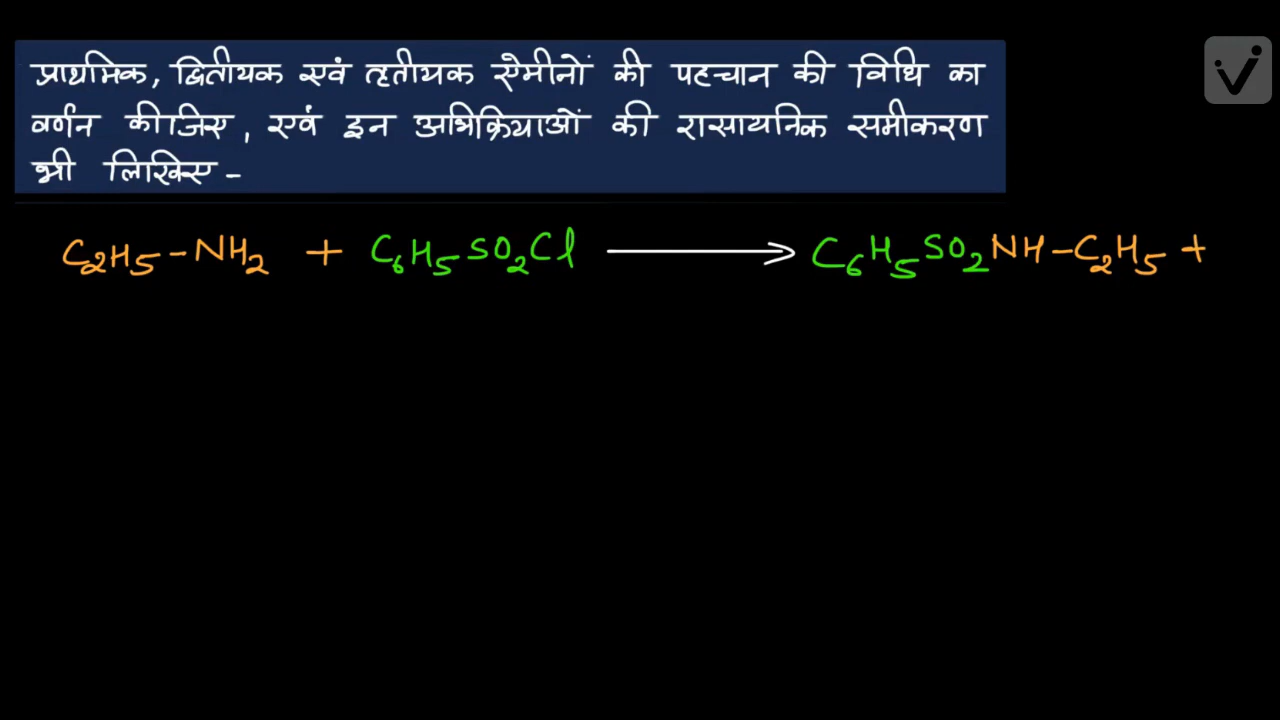 प्राथमिक, द्वितीयक एवं तृतीयक ऐमीनों की पहचान की विधि का
वर्णन कीजिए, एवं इन अभिक्रियाओं की रासायनिक समीकरण
भी लिखिए -
C₂H₅-NH₂ + C₆H₅SO₂Cl ⟶ C₆H₅SO₂NH-C₂H₅ +